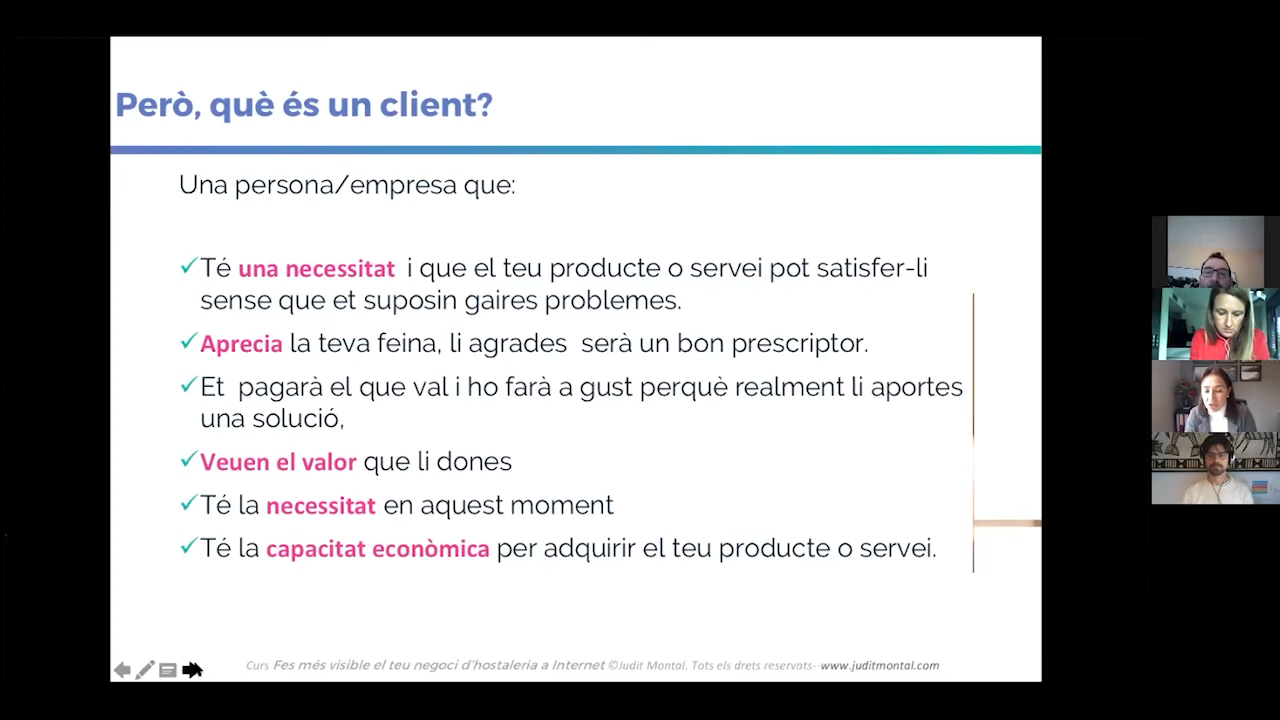 Però, què és un client?
Una persona/empresa que:
✓Té una necessitat i que el teu producte o servei pot satisfer-li
sense que et suposin gaires problemes.
✓Aprecia la teva feina, li agrades serà un bon prescriptor.
✓Et pagarà el que val i ho farà a gust perquè realment li aportes
una solució,
✓Veuen el valor que li dones
✓Té la necessitat en aquest moment
✓Té la capacitat econòmica per adquirir el teu producte o servei.
Curs Fes més visible el teu negoci d'hostaleria a Internet ©Judit Montal. Tots els drets reservats- www.juditmontal.com